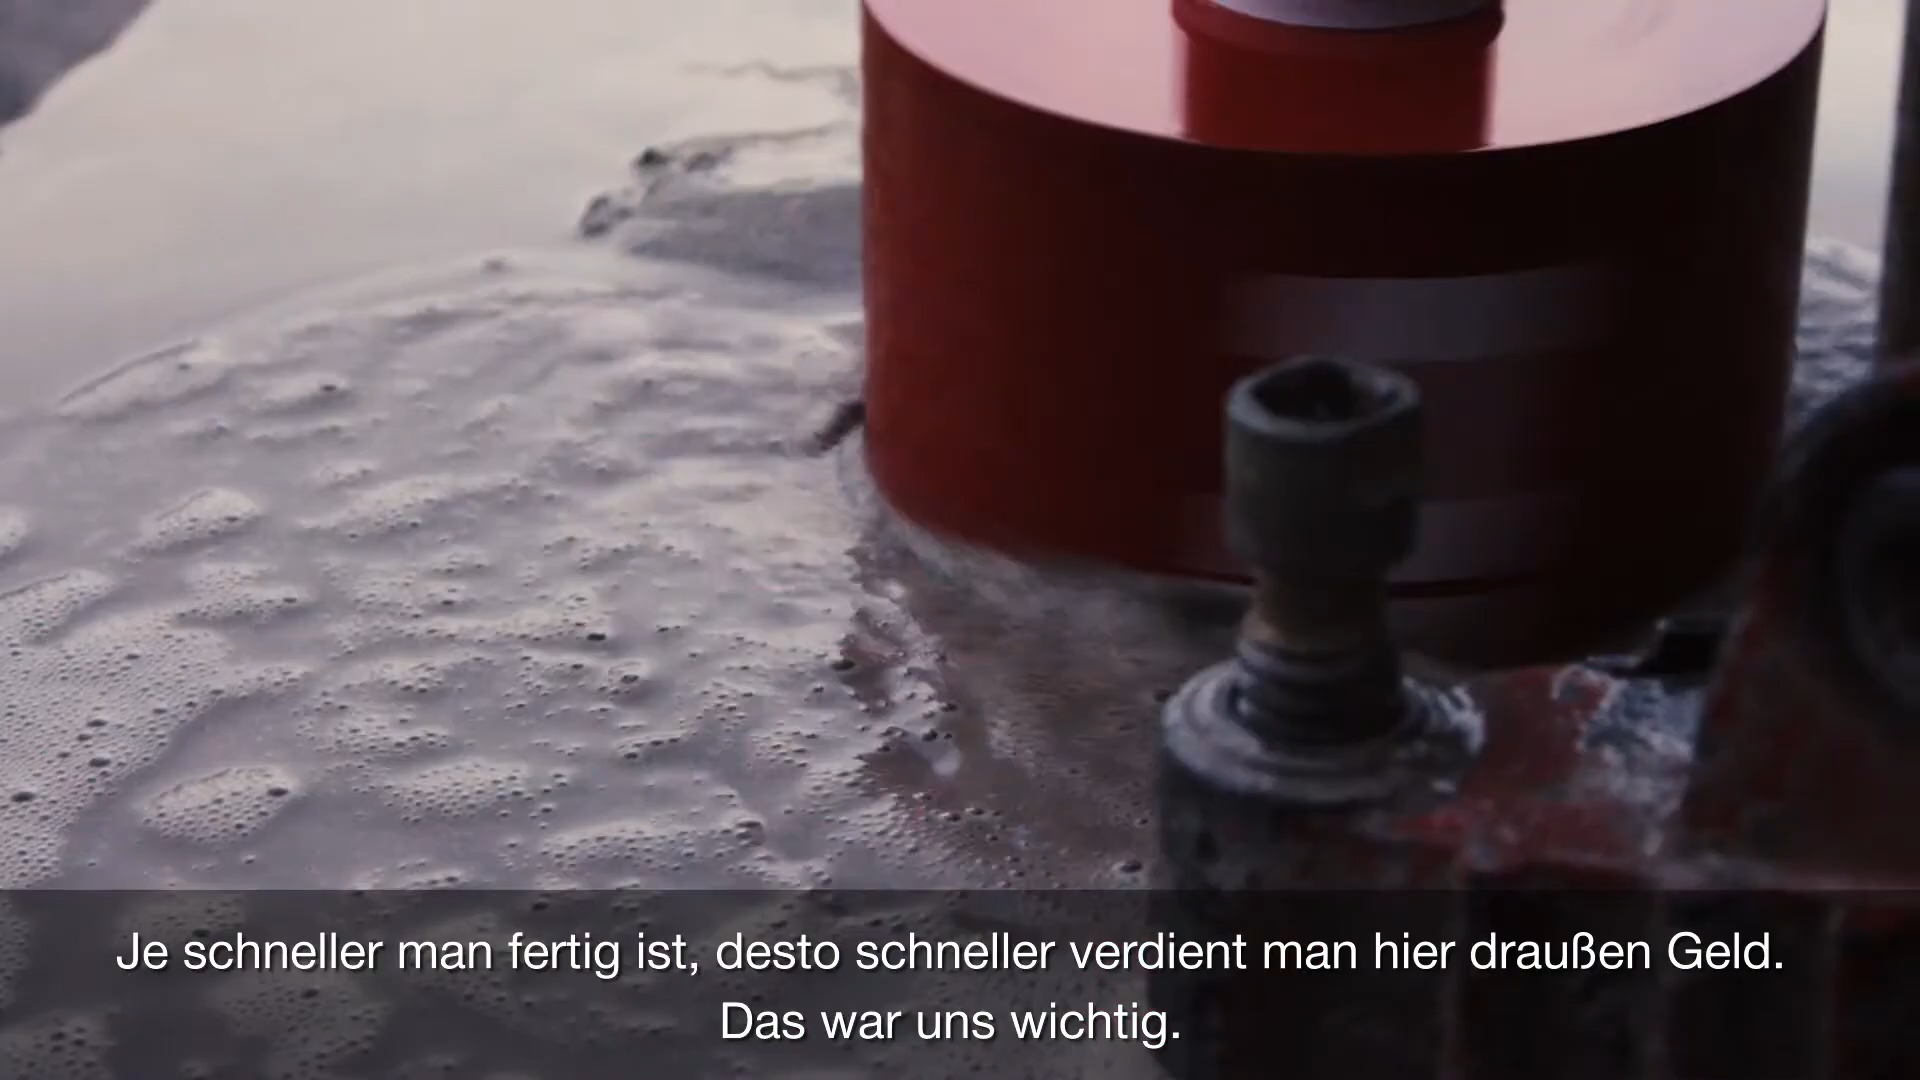 Je schneller man fertig ist, desto schneller verdient man hier draußen Geld.
Das war uns wichtig.